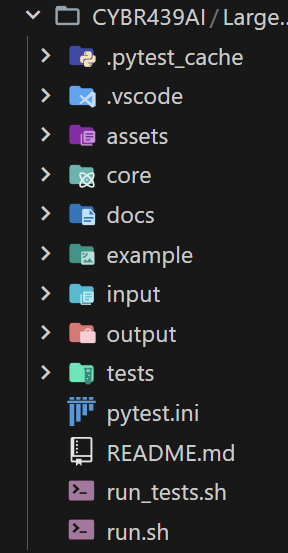 CYBR439AI / Large...
.pytest_cache
.vscode
assets
core
docs
example
input
output
tests
pytest.ini
README.md
run_tests.sh
run.sh